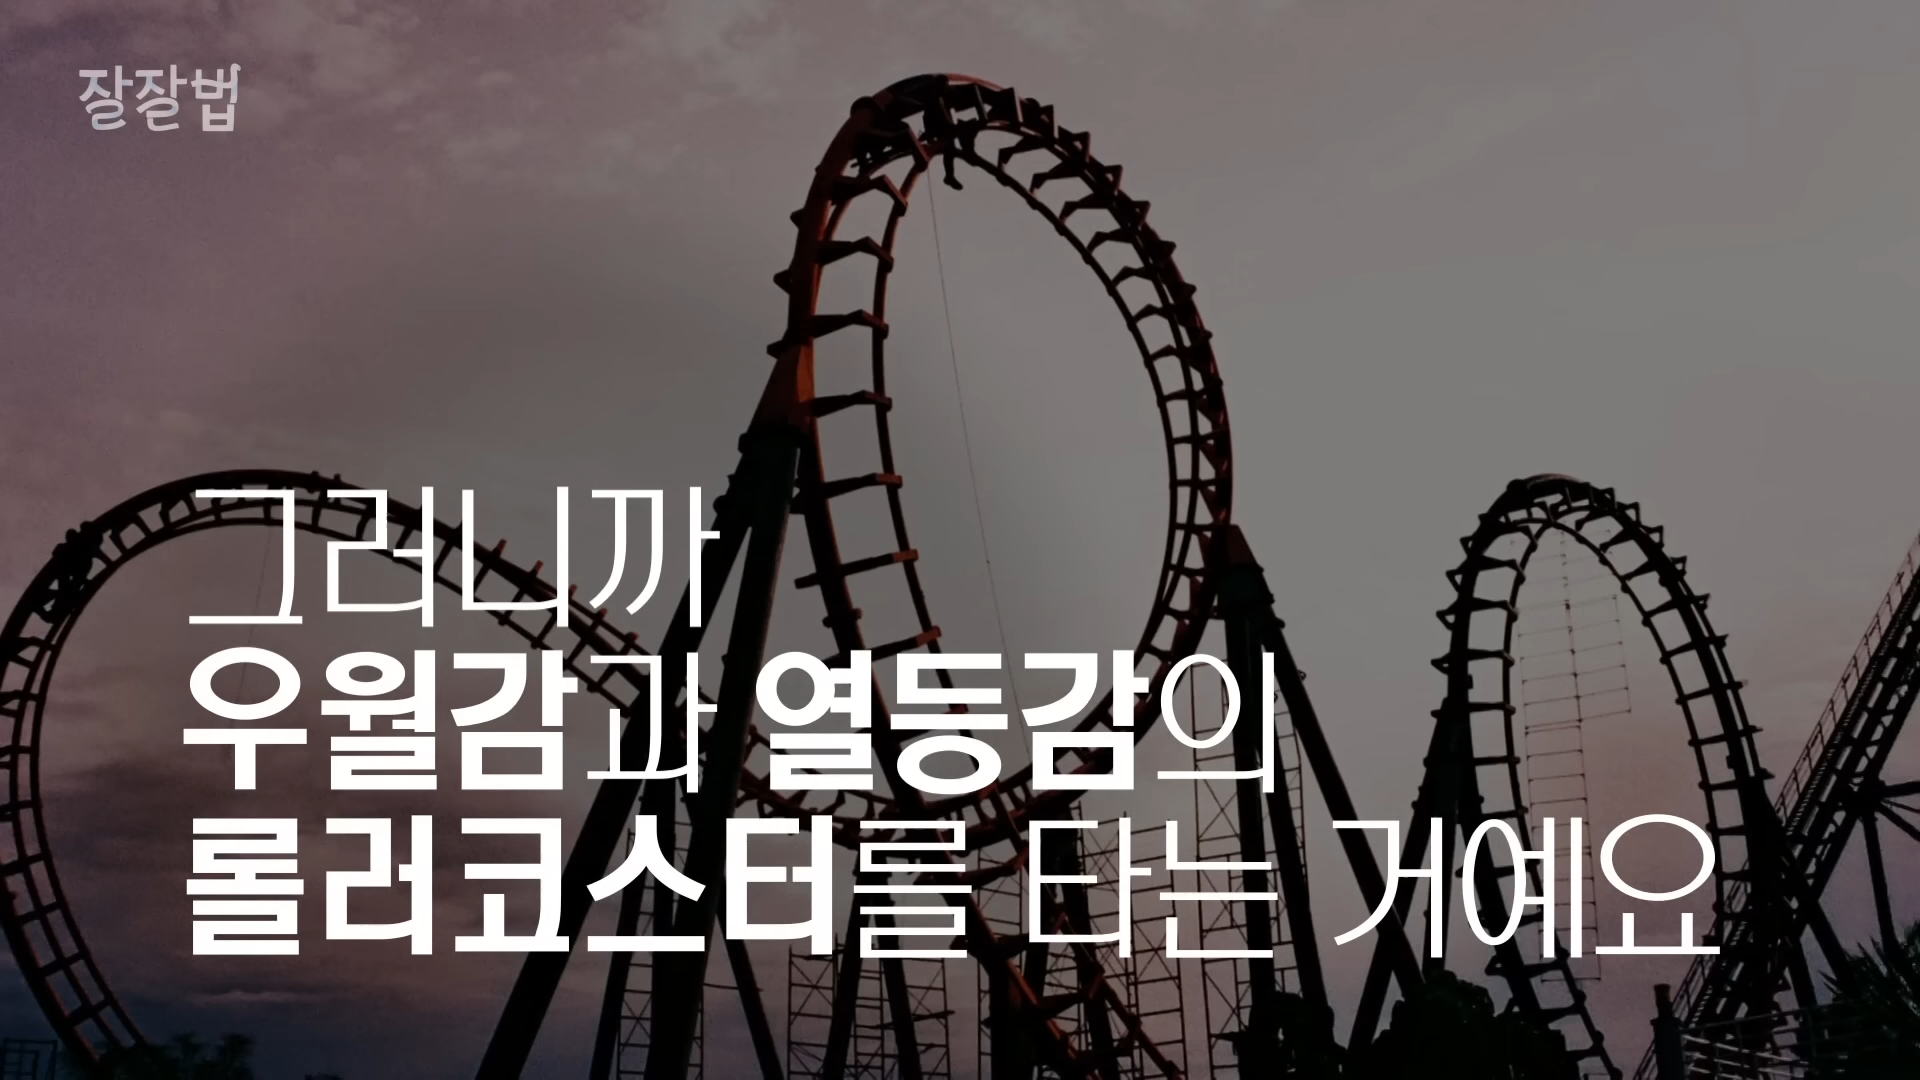 잘잘법
그러니까
우월감과 열등감의
롤러코스터를 타는 거예요